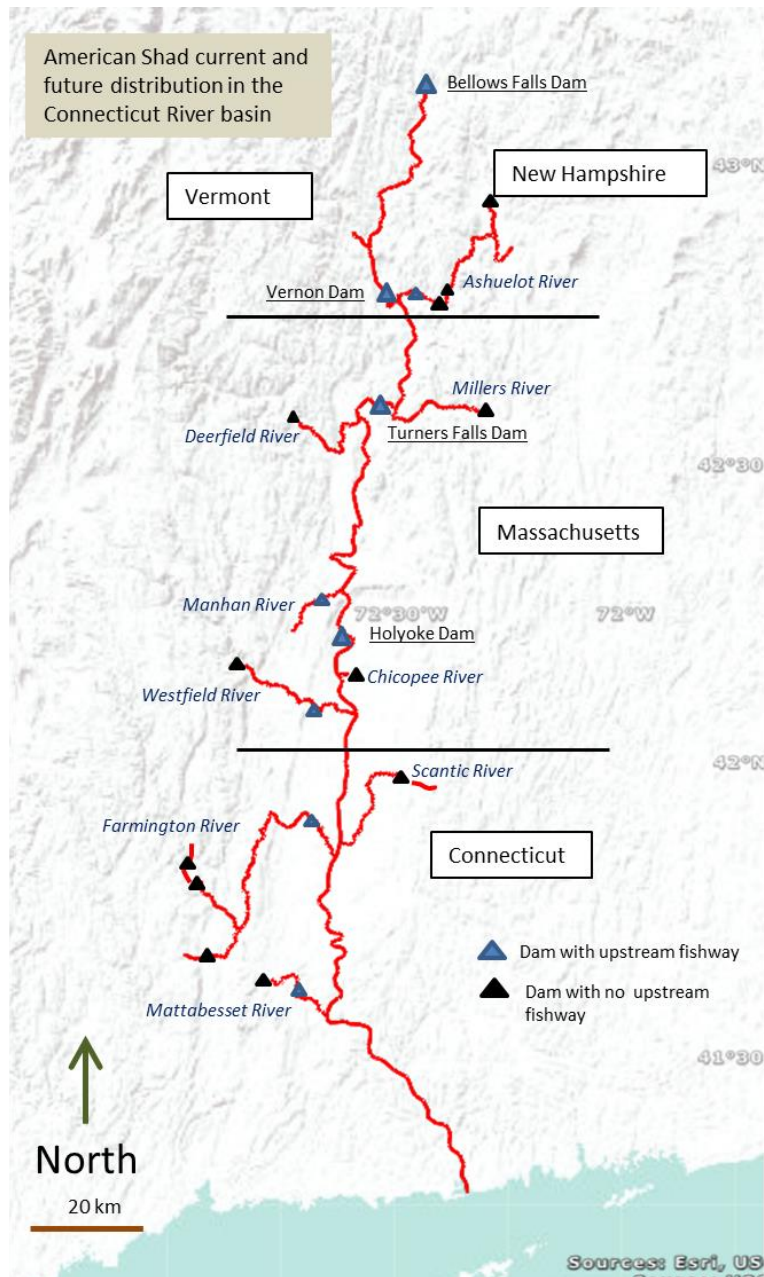 American Shad current and
future distribution in the
Connecticut River basin
Bellows Falls Dam
43°N
New Hampshire
Vermont
Ashuelot River
Vernon Dam
Millers River
Deerfield River
Turners Falls Dam
42°30
Massachusetts
Manhan River
72°30'W
72°W
Holyoke Dam
Chicopee River
Westfield River
42°N
Scantic River
Farmington River
Connecticut
Dam with upstream fishway
Dam with no upstream
fishway
Mattabesset River
41°30
North
20 km
Sources: Esri, US